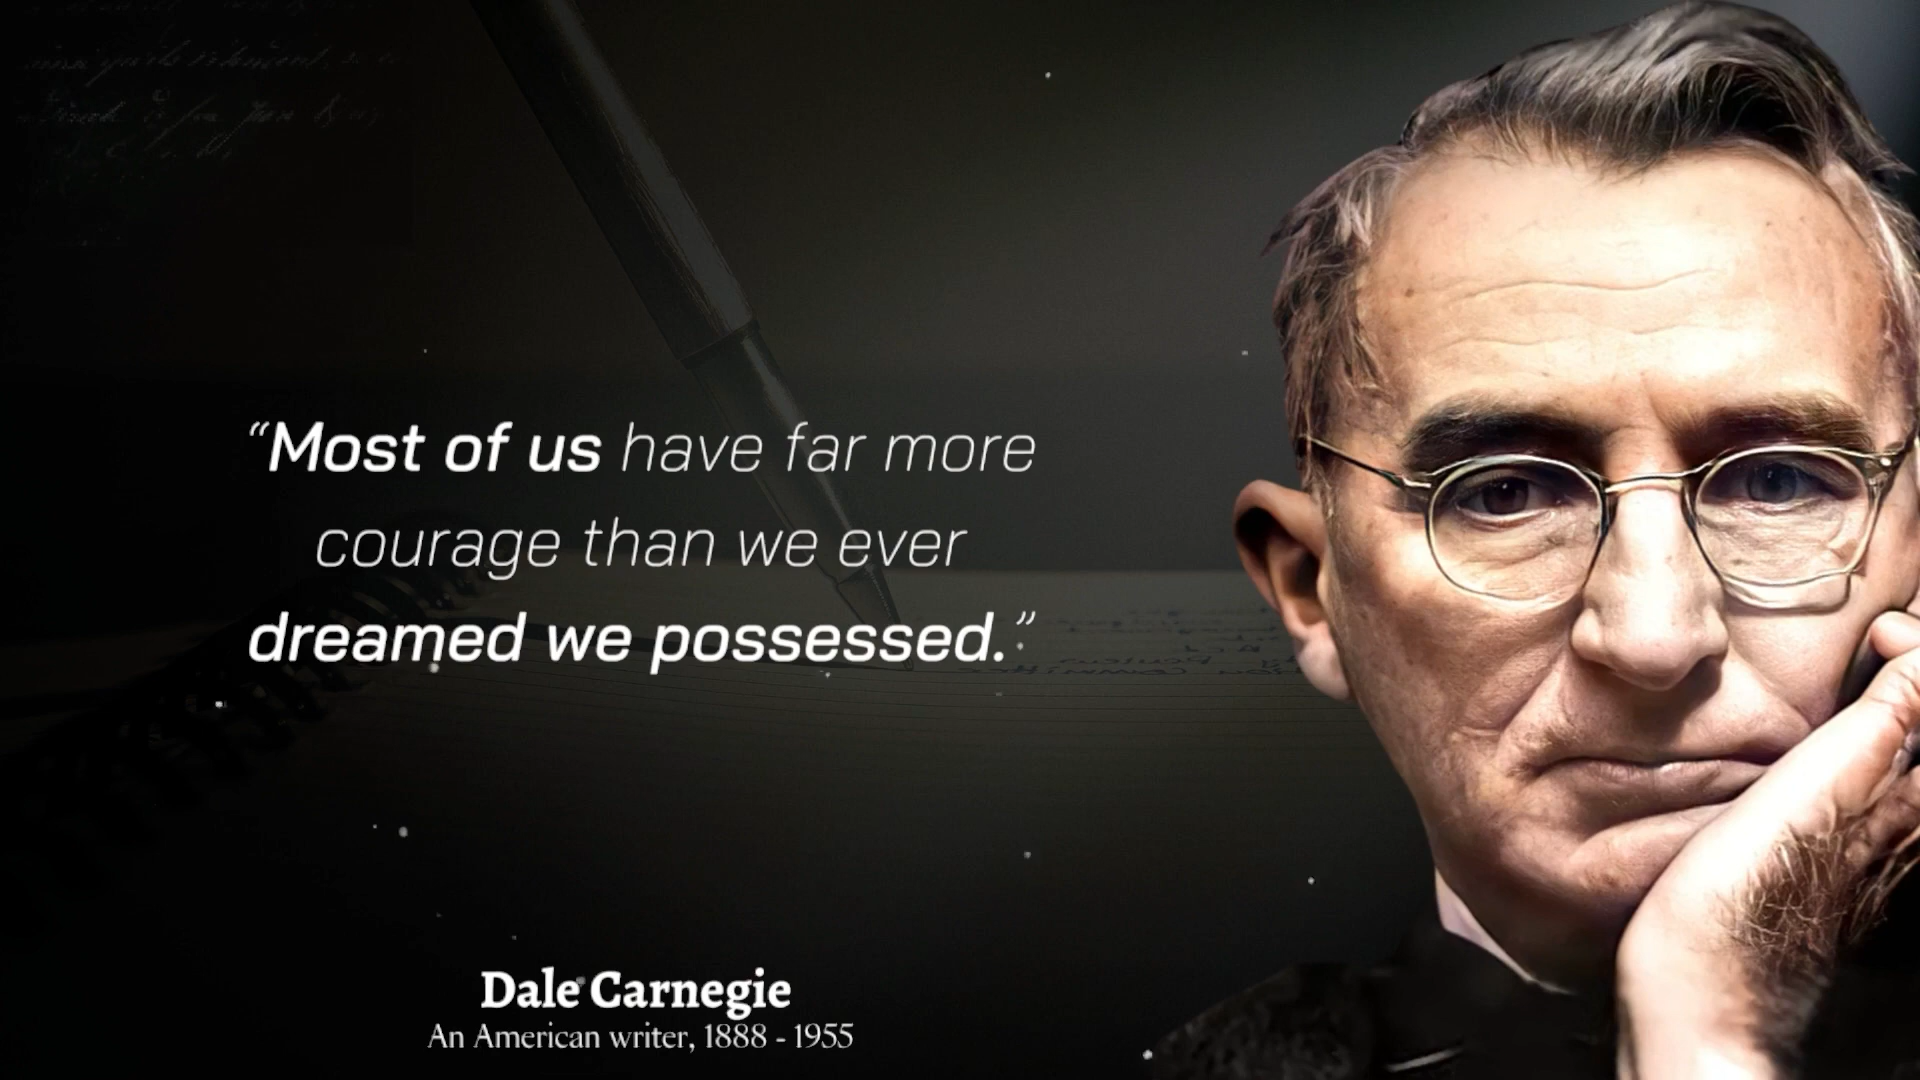 “Most of us have far more
courage than we ever
dreamed we possessed.”
Dale Carnegie
An American writer, 1888 - 1955